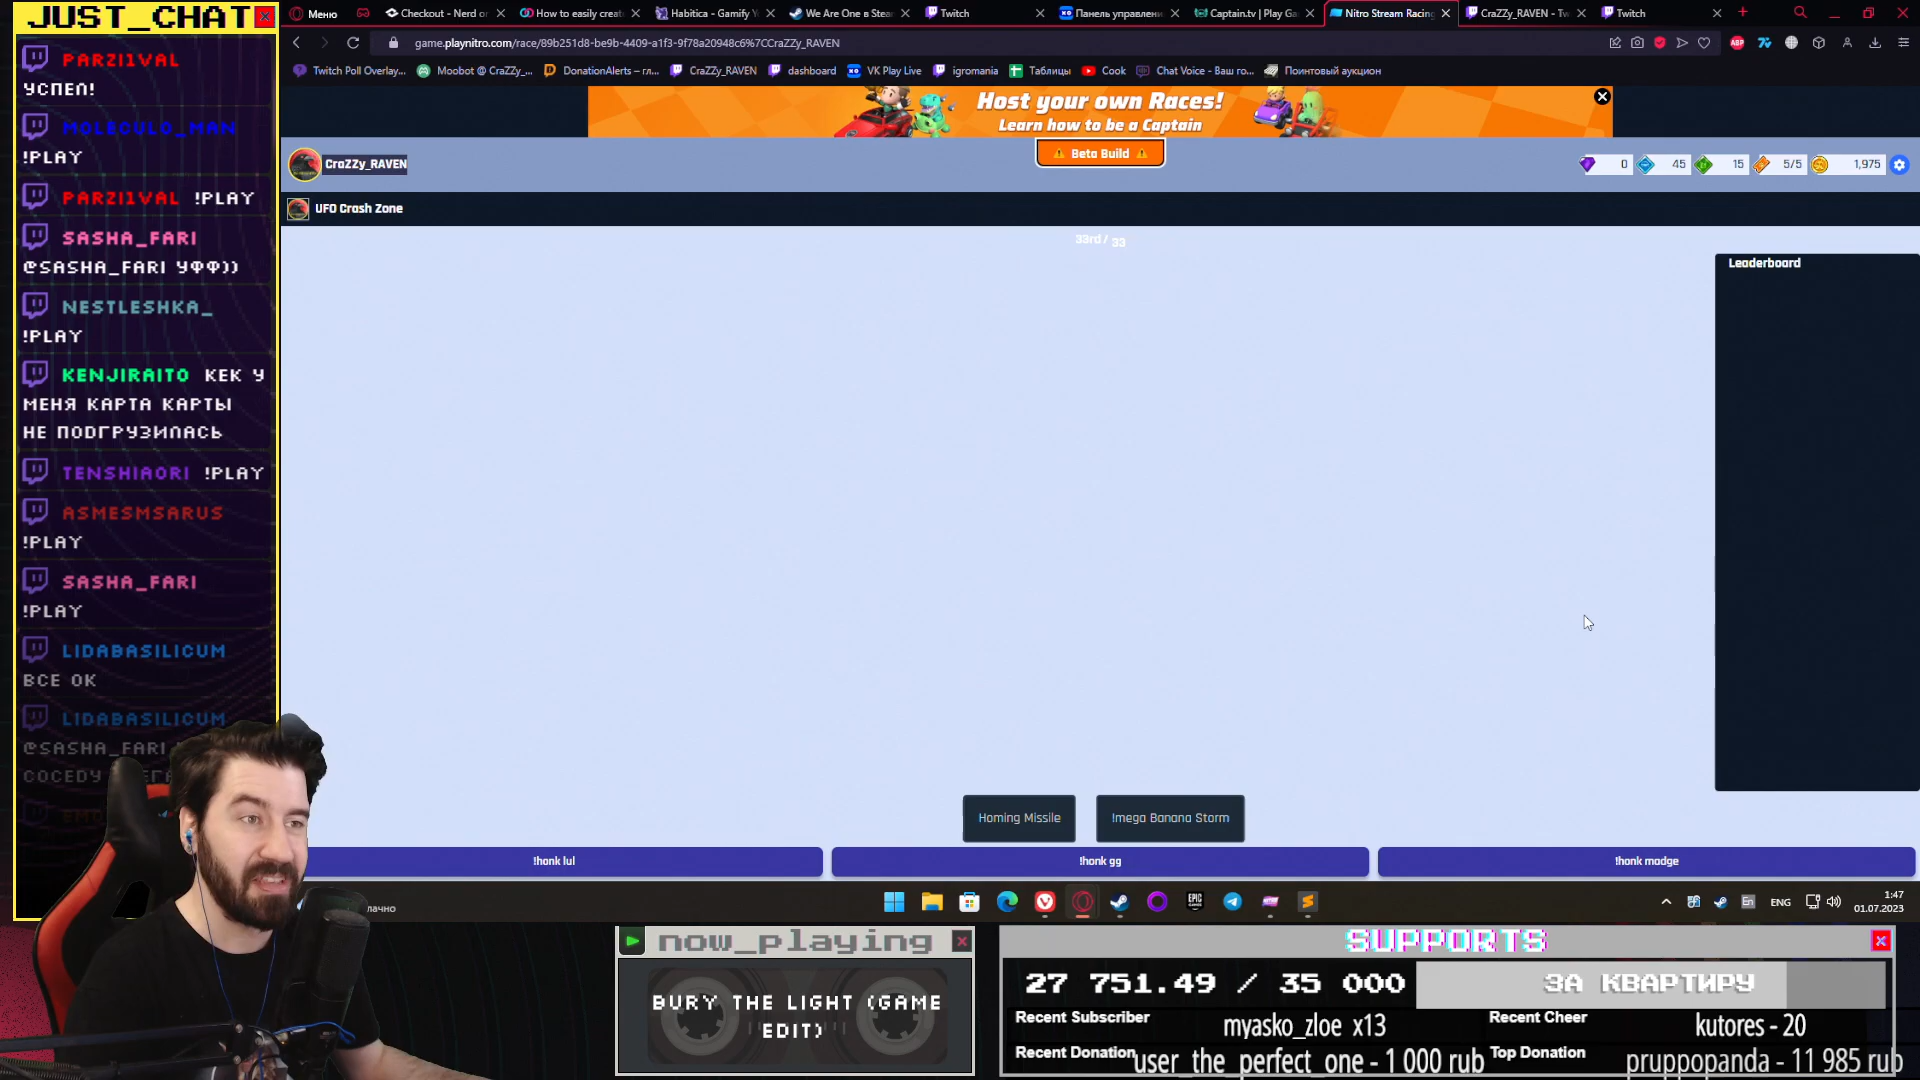 JUST_CHAT
PARZI1VAL
УСПЕЛ!
MOLECULO_MAN
!PLAY
PARZI1VAL !PLAY
SASHA_FARI
@SASHA_FARI УФФ))
NESTLESHKA_
!PLAY
KENJIRAITO КЕК У
МЕНЯ КАРТА КАРТЫ
НЕ ПОДГРУЗИЛАСЬ
TENSHIAORI !PLAY
ASMESMSARUS
!PLAY
SASHA_FARI
!PLAY
LIDABASILICUM
ВСЕ ОК
LIDABASILICUM
@SASHA_FARI
COCEDУ
Меню
Checkout - Nerd or
How to easily creat
Habitica - Gamify Y
We Are One в Stea
Twitch
Панель управлени
Captain.tv | Play Ga
Nitro Stream Racing
CraZZy_RAVEN - Tw
Twitch
game.playnitro.com/race/89b251d8-be9b-4409-a1f3-9f78a20948c6%7CCraZZy_RAVEN
ABP
Twitch Poll Overlay...
Moobot @ CraZZy_...
DonationAlerts – гл...
CraZZy_RAVEN
dashboard
VK Play Live
igromania
Таблицы
Cook
Chat Voice - Ваш го...
Поинтовый аукцион
Host your own Races!
Learn how to be a Captain
CraZZy_RAVEN
Beta Build
0
45
15
5/5
1,975
UFO Crash Zone
33rd / 33
Leaderboard
Homing Missile
!mega Banana Storm
!honk lul
!honk gg
!honk madge
лачно
EPIC
En
ENG
1:47
01.07.2023
now_playing
BURY THE LIGHT (GAME
EDIT)
SUPPORTS
27 751.49 / 35 000
ЗА КВАРТИРУ
Recent Subscriber
myasko_zloe x13
Recent Cheer
kutores - 20
Recent Donation
user_the_perfect_one - 1 000 rub
Top Donation
pruppopanda - 11 985 rub